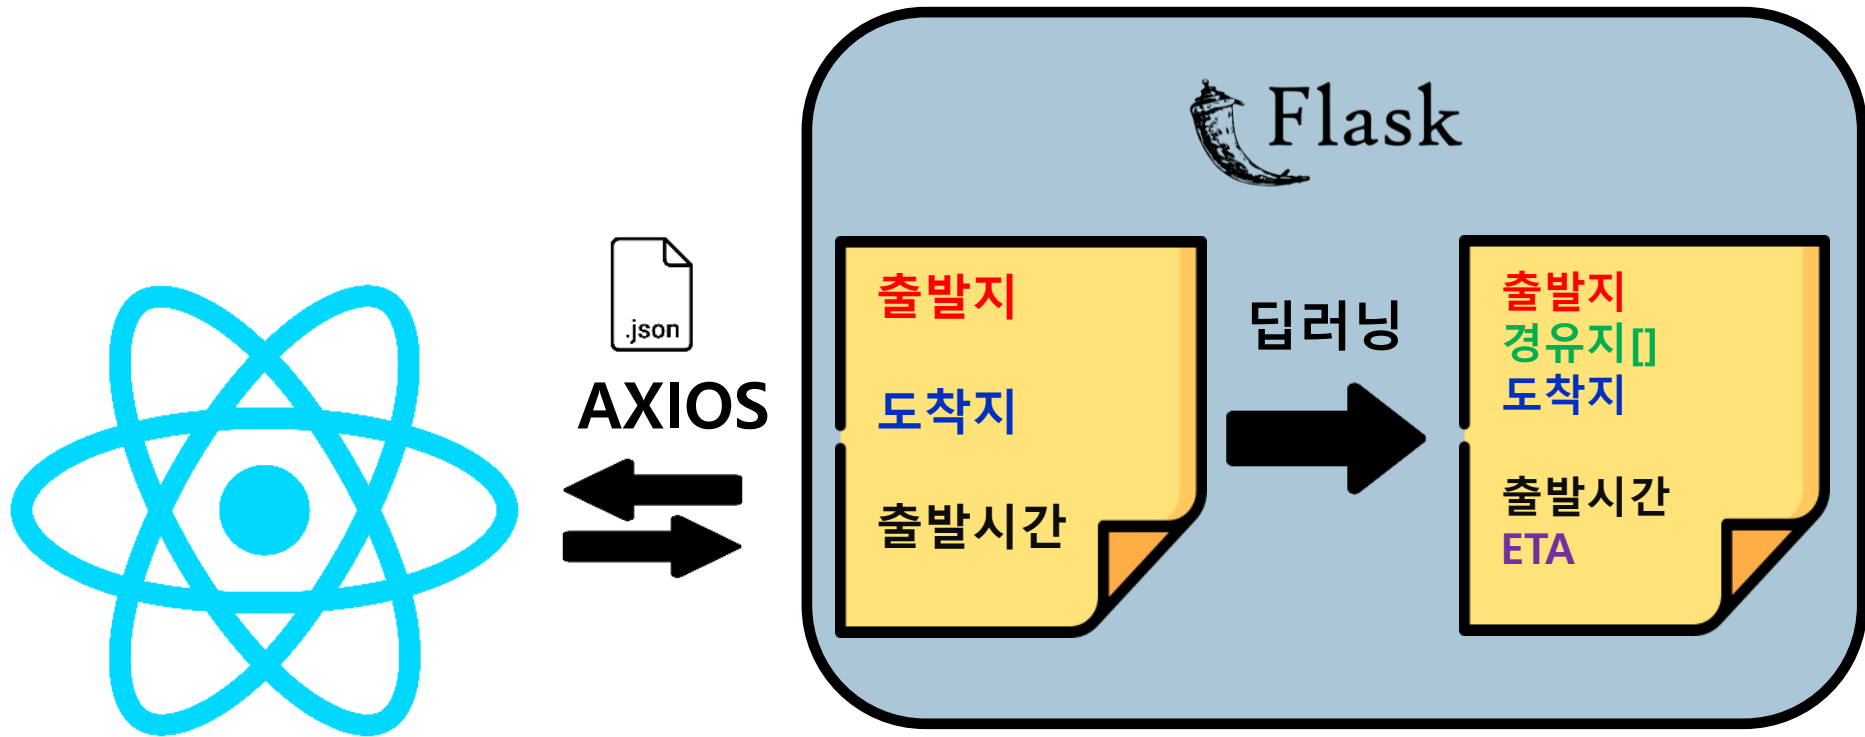 Flask
.json
AXIOS
출발지
도착지
출발시간
딥러닝
출발지
경유지[]
도착지
출발시간
ETA